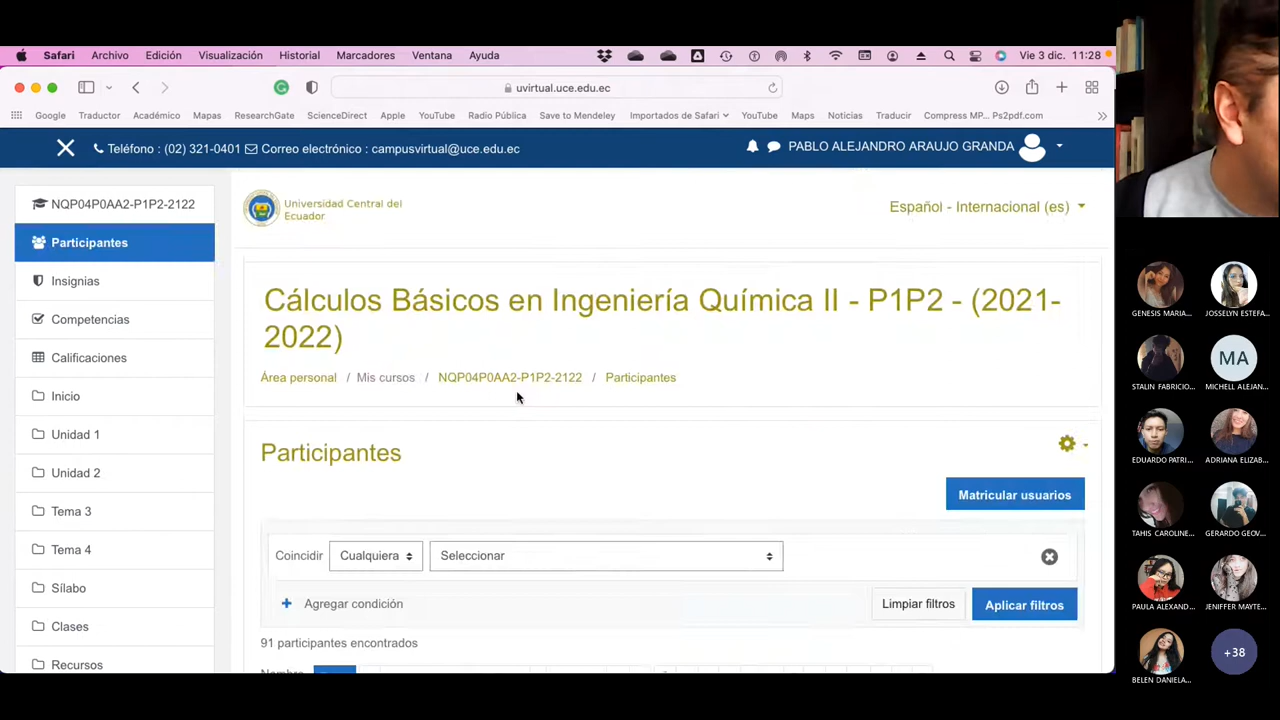 Safari Archivo Edición Visualización Historial Marcadores Ventana Ayuda Vie 3 dic. 11:28
uvirtual.uce.edu.ec
Google Traductor Académico Mapas ResearchGate ScienceDirect Apple YouTube Radio Pública Save to Mendeley Importados de Safari YouTube Maps Noticias Traducir Compress MP... Ps2pdf.com
Teléfono : (02) 321-0401 Correo electrónico : campusvirtual@uce.edu.ec PABLO ALEJANDRO ARAUJO GRANDA
NQP04P0AA2-P1P2-2122
Participantes
Insignias
Competencias
Calificaciones
Inicio
Unidad 1
Unidad 2
Tema 3
Tema 4
Sílabo
Clases
Recursos
Universidad Central del
Ecuador
Español - Internacional (es)
Cálculos Básicos en Ingeniería Química II - P1P2 - (2021-
2022)
Área personal / Mis cursos / NQP04P0AA2-P1P2-2122 / Participantes
Participantes
Matricular usuarios
Coincidir Cualquiera Seleccionar
+ Agregar condición Limpiar filtros Aplicar filtros
91 participantes encontrados
GENESIS MARIA... JOSSELYN ESTEFA...
MA
STALIN FABRICIO... MICHELL ALEJAN...
EDUARDO PATRI... ADRIANA ELIZAB...
TAHIS CAROLINE... GERARDO GEOV...
PAULA ALEXAND... JENIFFER MAYTE...
+38
BELEN DANIELA...